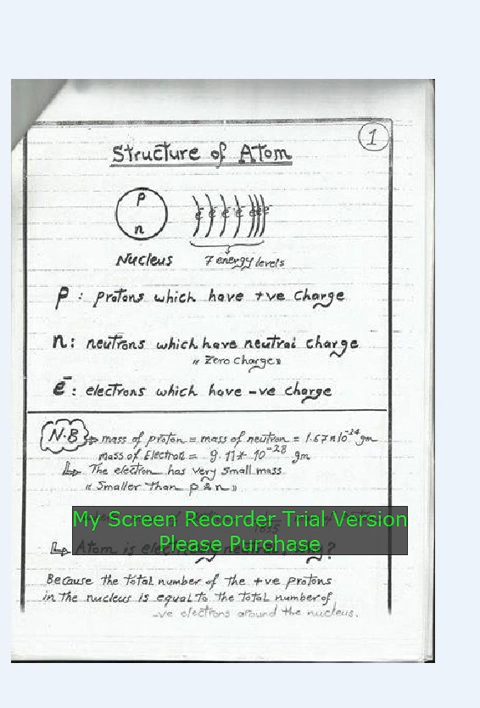 1
Structure of Atom
p
n
e e e e e e e
Nucleus 7 energy levels
P : protons which have +ve charge
n : neutrons which have neutral charge
"Zero charge"
e⁻ : electrons which have -ve charge
N.B mass of proton = mass of neutron = 1.67 x 10⁻²⁴ gm
mass of Electron = 9.11 * 10⁻²⁸ gm
The electron has very small mass
"Smaller than p & n"
My Screen Recorder Trial Version
Please Purchase
Atom is
?
Because the total number of the +ve protons
in the nucleus is equal to the total number of
-ve electrons around the nucleus.